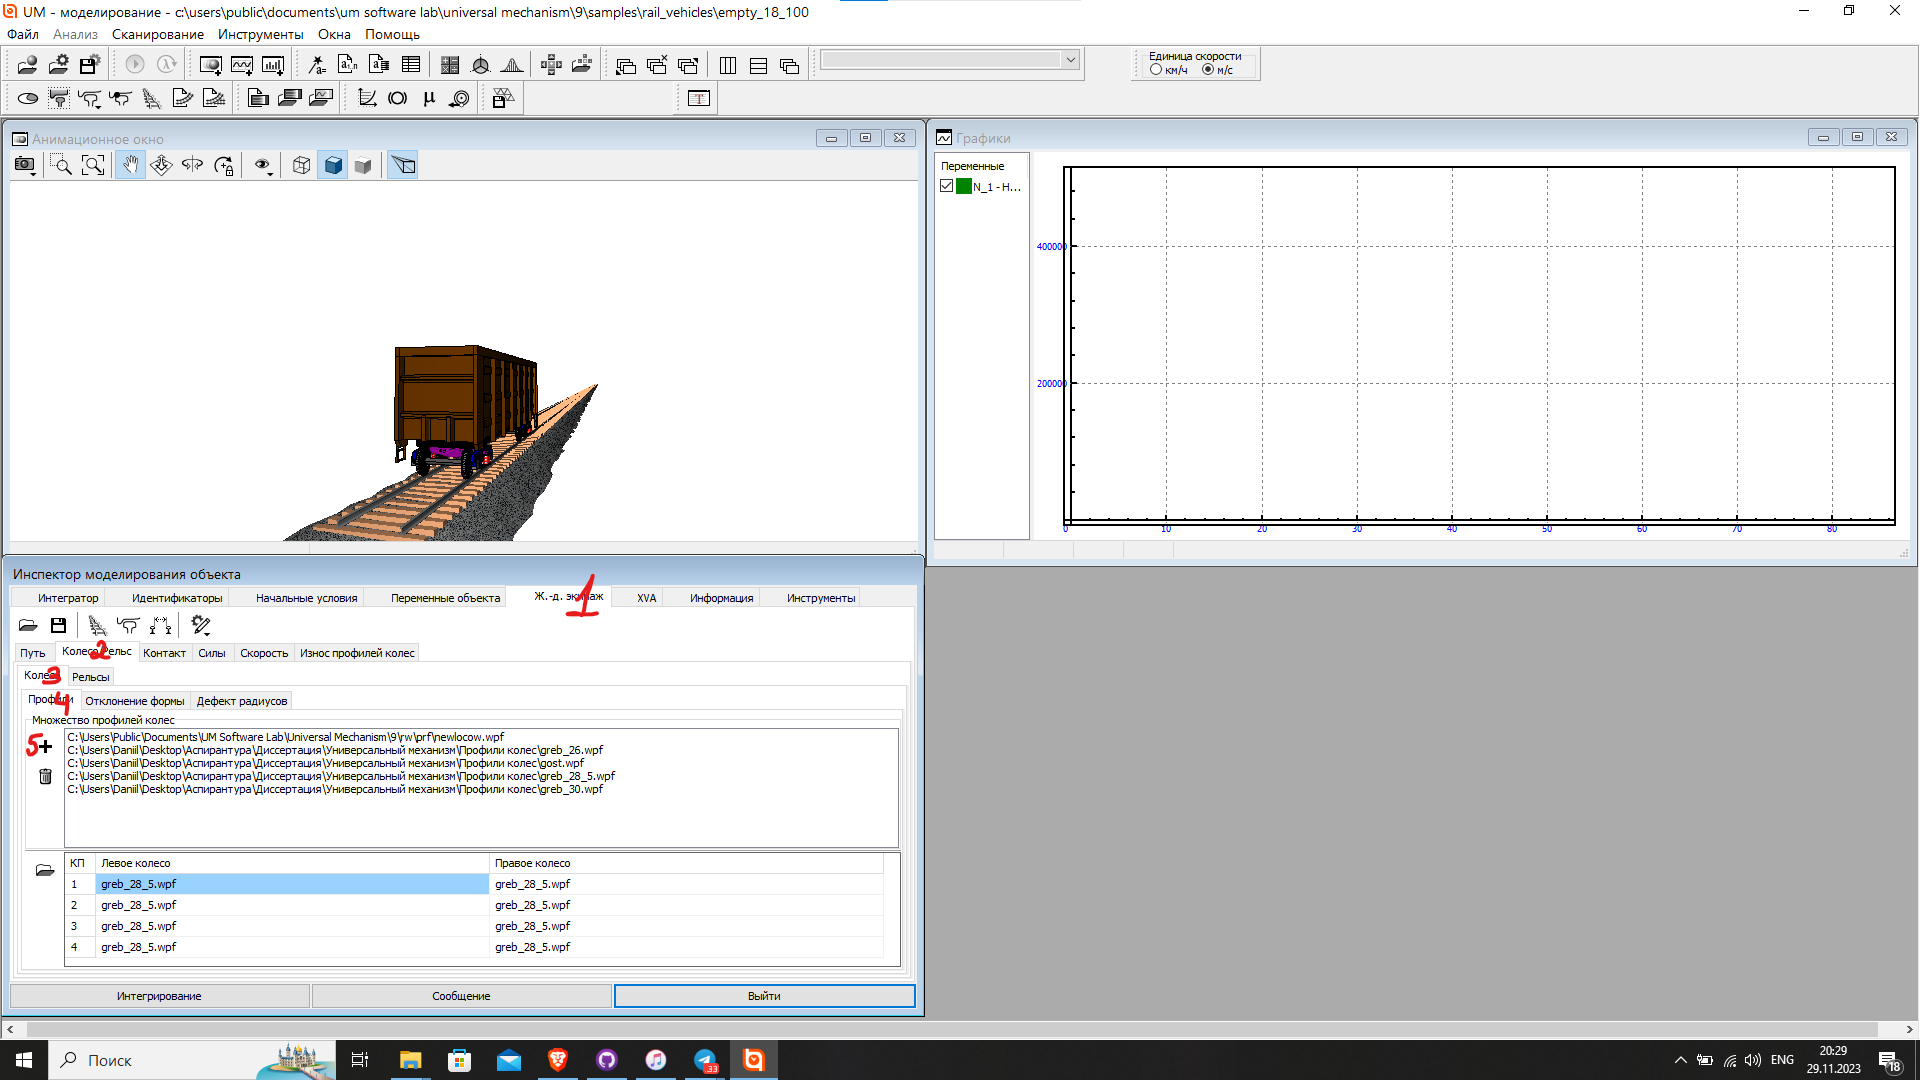 UM - моделирование - c:\users\public\documents\um software lab\universal mechanism\9\samples\rail_vehicles\empty_18_100
Файл Анализ Сканирование Инструменты Окна Помощь
Единица скорости
км/ч м/с
Анимационное окно
Графики
Переменные
N_1 - Н...
400000
200000
0 10 20 30 40 50 60 70 80
Инспектор моделирования объекта
Интегратор Идентификаторы Начальные условия Переменные объекта Ж.-д. экипаж XVA Информация Инструменты
1
Путь Колесо/Рельс Контакт Силы Скорость Износ профилей колес
2
Колеса Рельсы
3
Профили Отклонение формы Дефект радиусов
4
Множество профилей колес
5
C:\Users\Public\Documents\UM Software Lab\Universal Mechanism\9\rw\prf\newlocow.wpf
C:\Users\Daniil\Desktop\Аспирантура\Диссертация\Универсальный механизм\Профили колес\greb_26.wpf
C:\Users\Daniil\Desktop\Аспирантура\Диссертация\Универсальный механизм\Профили колес\gost.wpf
C:\Users\Daniil\Desktop\Аспирантура\Диссертация\Универсальный механизм\Профили колес\greb_28_5.wpf
C:\Users\Daniil\Desktop\Аспирантура\Диссертация\Универсальный механизм\Профили колес\greb_30.wpf
КП Левое колесо Правое колесо
1 greb_28_5.wpf greb_28_5.wpf
2 greb_28_5.wpf greb_28_5.wpf
3 greb_28_5.wpf greb_28_5.wpf
4 greb_28_5.wpf greb_28_5.wpf
Интегрирование Сообщение Выйти
Поиск
33
ENG
20:29
29.11.2023
18